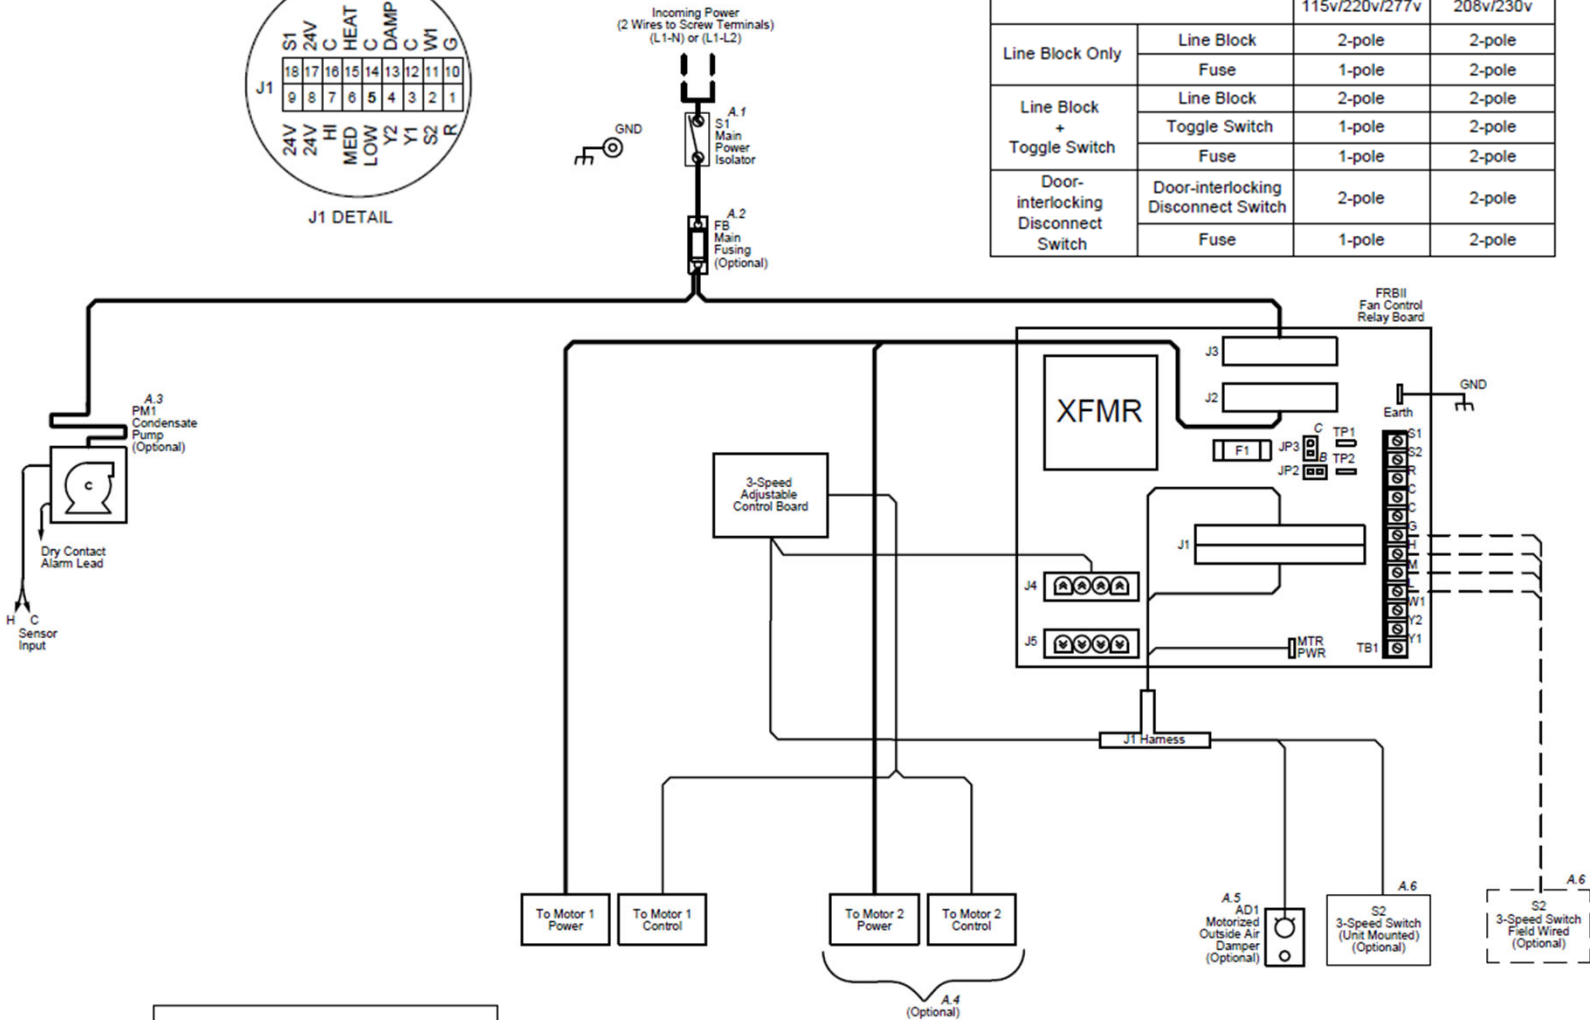 S1 24V C HEAT C DAMP C W1 G
18 17 16 15 14 13 12 11 10
J1
9 8 7 6 5 4 3 2 1
24V 24V HI MED LOW Y2 Y1 S2 R
J1 DETAIL
Incoming Power
(2 Wires to Screw Terminals)
(L1-N) or (L1-L2)
GND
A.1
S1
Main
Power
Isolator
A.2
FB
Main
Fusing
(Optional)
115v/220v/277v 208v/230v
Line Block Only
Line Block 2-pole 2-pole
Fuse 1-pole 2-pole
Line Block
+
Toggle Switch
Line Block 2-pole 2-pole
Toggle Switch 1-pole 2-pole
Fuse 1-pole 2-pole
Door-
interlocking
Disconnect
Switch
Door-interlocking
Disconnect Switch
2-pole 2-pole
Fuse 1-pole 2-pole
A.3
PM1
Condensate
Pump
(Optional)
C
Dry Contact
Alarm Lead
H C
Sensor
Input
FRBII
Fan Control
Relay Board
XFMR
J3
J2
GND
Earth
F1
JP3
C
TP1
JP2
B
TP2
S1
S2
R
C
C
G
H
M
L
W1
Y2
Y1
TB1
J1
3-Speed
Adjustable
Control Board
J4
J5
MTR
PWR
J1 Harness
To Motor 1
Power
To Motor 1
Control
To Motor 2
Power
To Motor 2
Control
A.4
(Optional)
A.5
AD1
Motorized
Outside Air
Damper
(Optional)
A.6
S2
3-Speed Switch
(Unit Mounted)
(Optional)
A.6
S2
3-Speed Switch
Field Wired
(Optional)